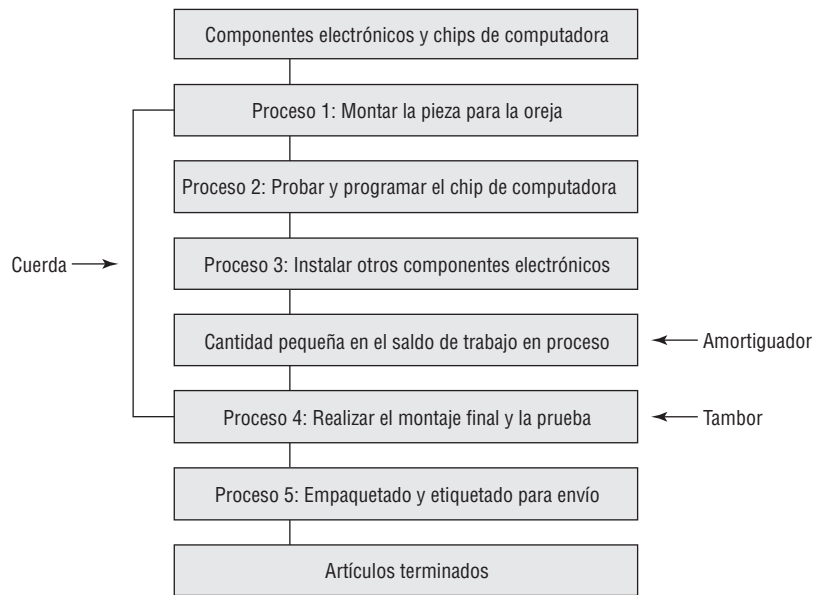 Componentes electrónicos y chips de computadora
Proceso 1: Montar la pieza para la oreja
Proceso 2: Probar y programar el chip de computadora
Cuerda
Proceso 3: Instalar otros componentes electrónicos
Cantidad pequeña en el saldo de trabajo en proceso
Amortiguador
Proceso 4: Realizar el montaje final y la prueba
Tambor
Proceso 5: Empaquetado y etiquetado para envío
Artículos terminados